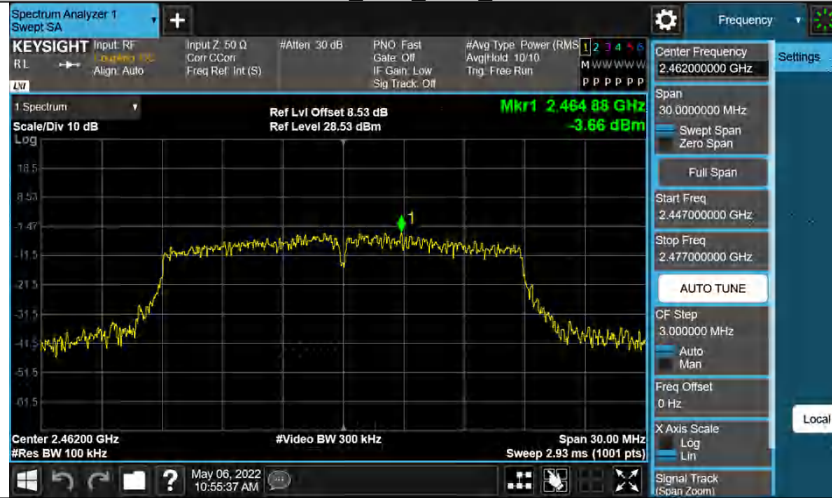 Spectrum Analyzer 1
Swept SA
+
Frequency
KEYSIGHT
RL
Input: RF
Coupling: DC
Align: Auto
Input Z: 50 Ω
Corr CCorr
Freq Ref: Int (S)
#Atten: 30 dB
PNO: Fast
Gate: Off
IF Gain: Low
Sig Track: Off
#Avg Type: Power (RMS
Avg|Hold: 10/10
Trig: Free Run
1 2 3 4 5 6
M W W W W W
P P P P P P
LNI
1 Spectrum
Scale/Div 10 dB
Log
Ref Lvl Offset 8.53 dB
Ref Level 28.53 dBm
Mkr1 2.464 88 GHz
-3.66 dBm
18.5
8.53
-1.47
-11.5
-21.5
-31.5
-41.5
-51.5
-61.5
1
Center 2.46200 GHz
#Res BW 100 kHz
#Video BW 300 kHz
Span 30.00 MHz
Sweep 2.93 ms (1001 pts)
?
May 06, 2022
10:55:37 AM
Center Frequency
2.462000000 GHz
Settings
Span
30.0000000 MHz
Swept Span
Zero Span
Full Span
Start Freq
2.447000000 GHz
Stop Freq
2.477000000 GHz
AUTO TUNE
CF Step
3.000000 MHz
Auto
Man
Freq Offset
0 Hz
Local
X Axis Scale
Log
Lin
Signal Track
(Span Zoom)